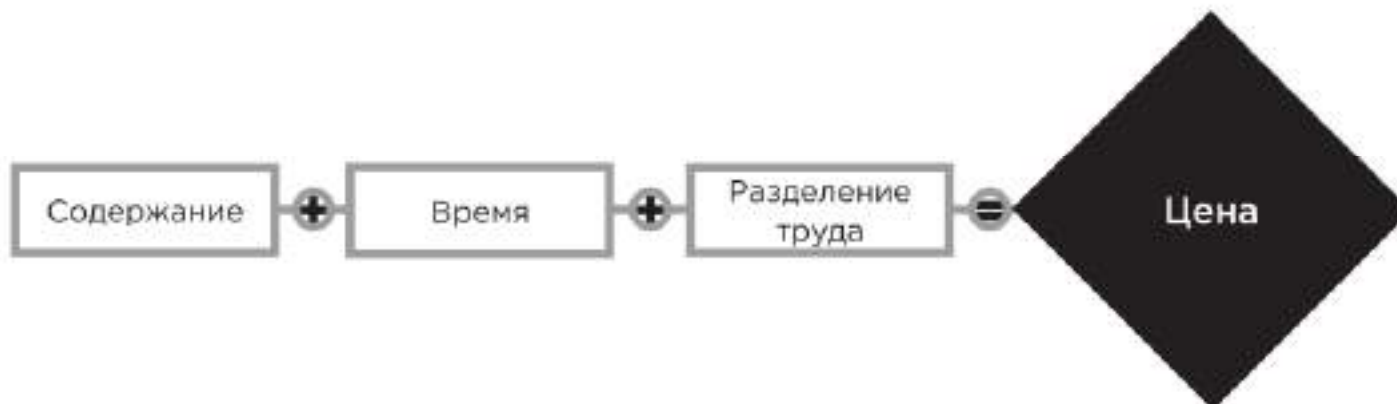 Содержание
Время
Разделение
труда
Цена